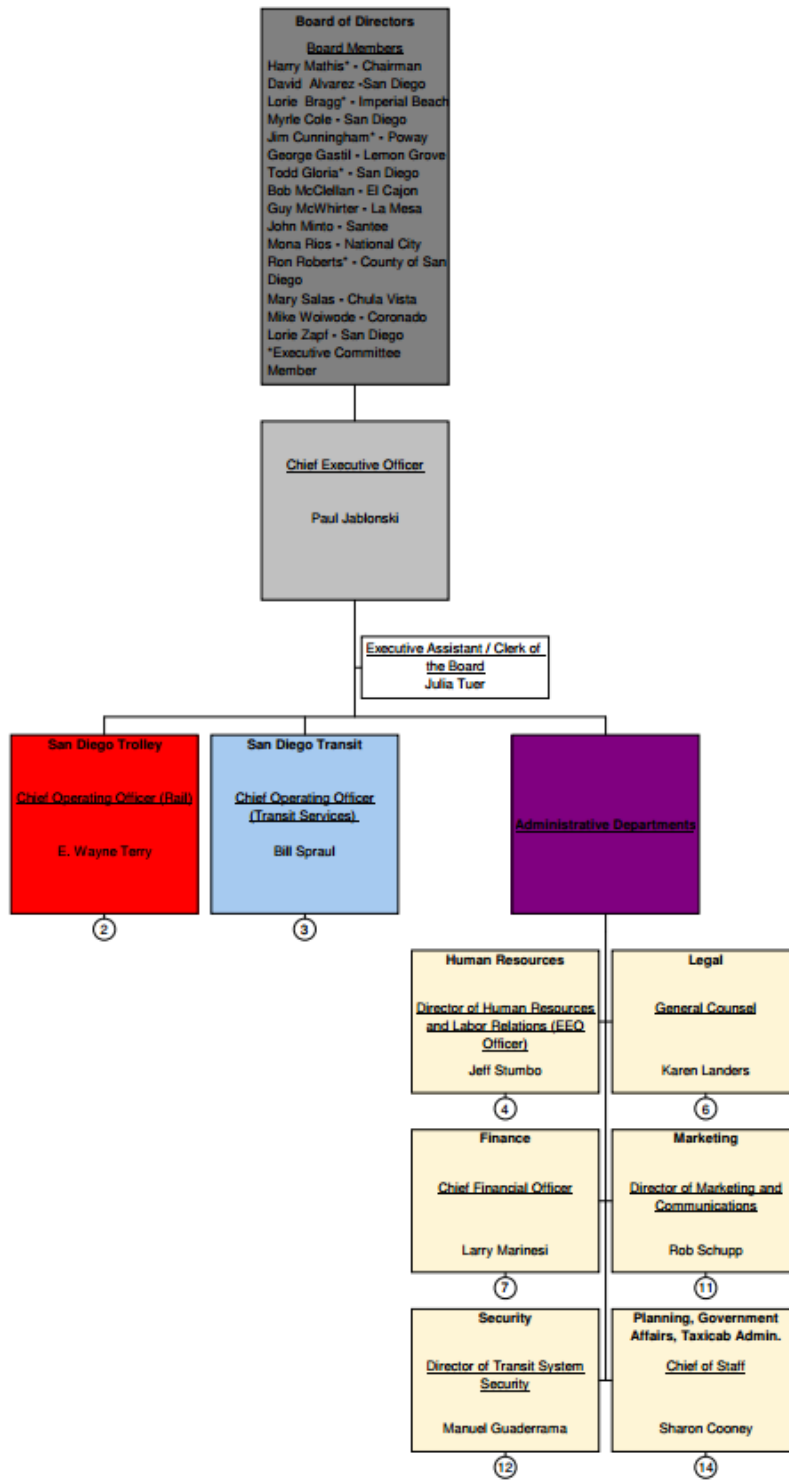 Board of Directors
Board Members
Harry Mathis* - Chairman
David Alvarez -San Diego
Lorie Bragg* - Imperial Beach
Myrle Cole - San Diego
Jim Cunningham* - Poway
George Gastil - Lemon Grove
Todd Gloria* - San Diego
Bob McClellan - El Cajon
Guy McWhirter - La Mesa
John Minto - Santee
Mona Rios - National City
Ron Roberts* - County of San
Diego
Mary Salas - Chula Vista
Mike Woiwode - Coronado
Lorie Zapf - San Diego
*Executive Committee
Member
Chief Executive Officer
Paul Jablonski
Executive Assistant / Clerk of
the Board
Julia Tuer
San Diego Trolley
Chief Operating Officer (Rail)
E. Wayne Terry
2
San Diego Transit
Chief Operating Officer
(Transit Services)
Bill Spraul
3
Administrative Departments
Human Resources
Director of Human Resources
and Labor Relations (EEO
Officer)
Jeff Stumbo
4
Legal
General Counsel
Karen Landers
6
Finance
Chief Financial Officer
Larry Marinesi
7
Marketing
Director of Marketing and
Communications
Rob Schupp
11
Security
Director of Transit System
Security
Manuel Guaderrama
12
Planning, Government
Affairs, Taxicab Admin.
Chief of Staff
Sharon Cooney
14